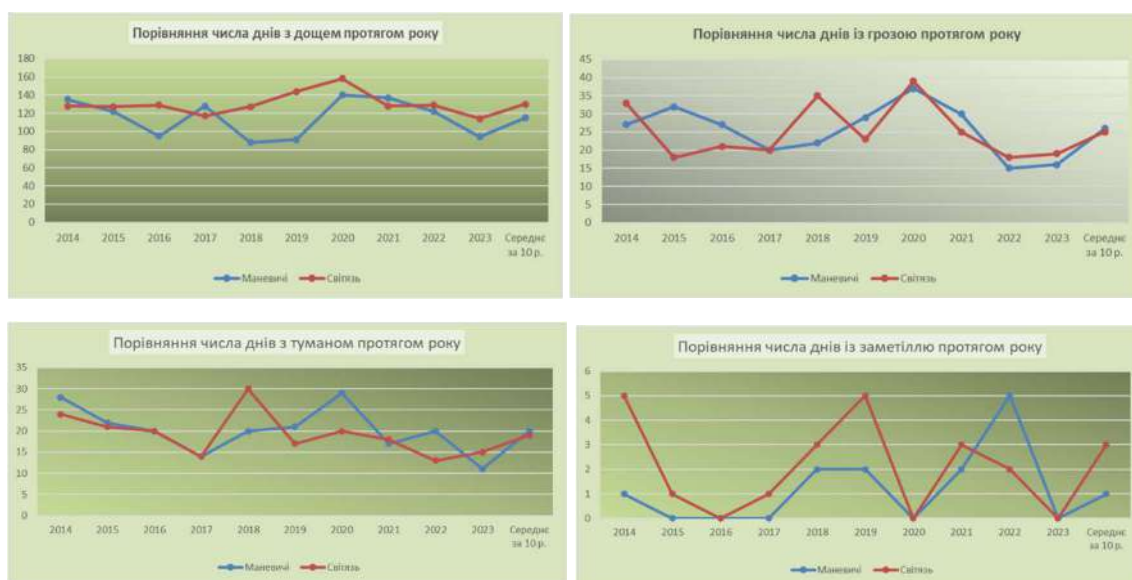 Порівняння числа днів з дощем протягом року
180
160
140
120
100
80
60
40
20
0
2014 2015 2016 2017 2018 2019 2020 2021 2022 2023 Середнє
за 10 р.
Маневичі Світязь
Порівняння числа днів із грозою протягом року
45
40
35
30
25
20
15
10
5
0
2014 2015 2016 2017 2018 2019 2020 2021 2022 2023 Середнє
за 10 р.
Маневичі Світязь
Порівняння числа днів з туманом протягом року
35
30
25
20
15
10
5
0
2014 2015 2016 2017 2018 2019 2020 2021 2022 2023 Середнє
за 10 р.
Маневичі Світязь
Порівняння числа днів із заметіллю протягом року
6
5
4
3
2
1
0
2014 2015 2016 2017 2018 2019 2020 2021 2022 2023 Середнє
за 10 р.
Маневичі Світязь